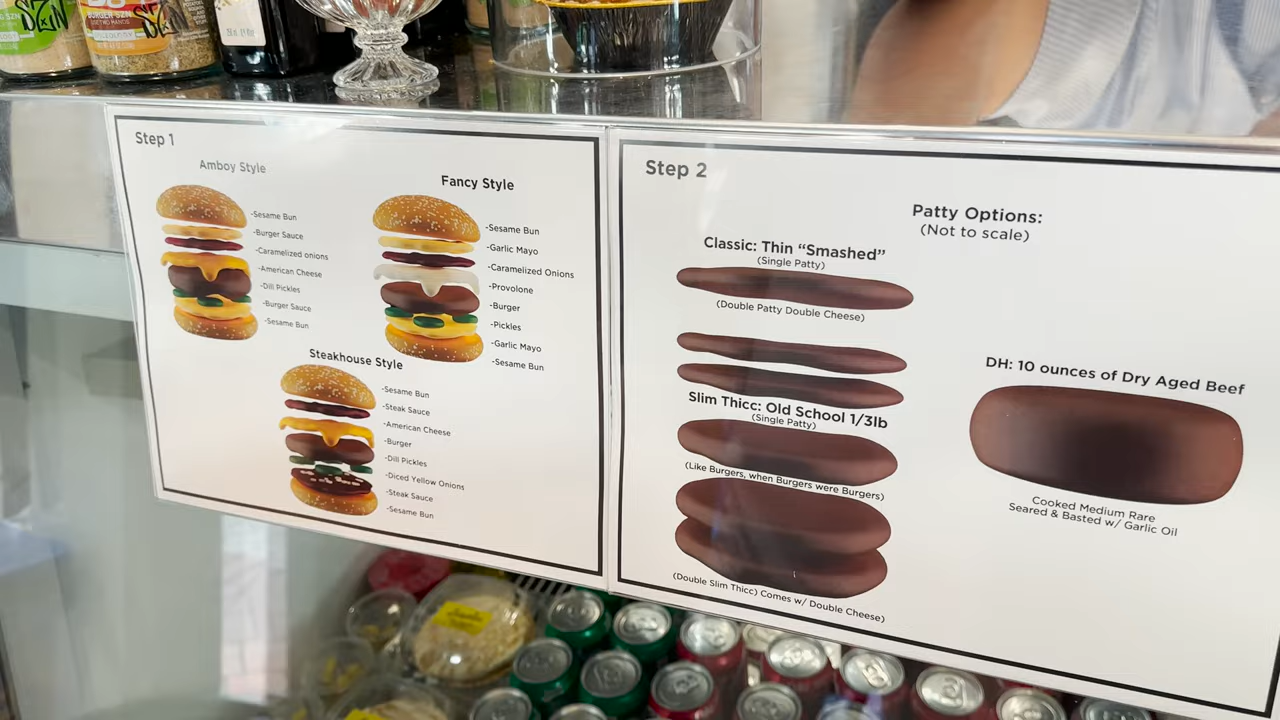 BURGER SZN
SZN
Step 1
Amboy Style
-Sesame Bun
-Burger Sauce
-Caramelized onions
-American Cheese
-Dill Pickles
-Burger Sauce
-Sesame Bun
Fancy Style
-Sesame Bun
-Garlic Mayo
-Caramelized Onions
-Provolone
-Burger
-Pickles
-Garlic Mayo
-Sesame Bun
Steakhouse Style
-Sesame Bun
-Steak Sauce
-American Cheese
-Burger
-Dill Pickles
-Diced Yellow Onions
-Steak Sauce
-Sesame Bun
Step 2
Patty Options:
(Not to scale)
Classic: Thin “Smashed”
(Single Patty)
(Double Patty Double Cheese)
Slim Thicc: Old School 1/3lb
(Single Patty)
(Like Burgers, when Burgers were Burgers)
(Double Slim Thicc) Comes w/ Double Cheese)
DH: 10 ounces of Dry Aged Beef
Cooked Medium Rare
Seared & Basted w/ Garlic Oil